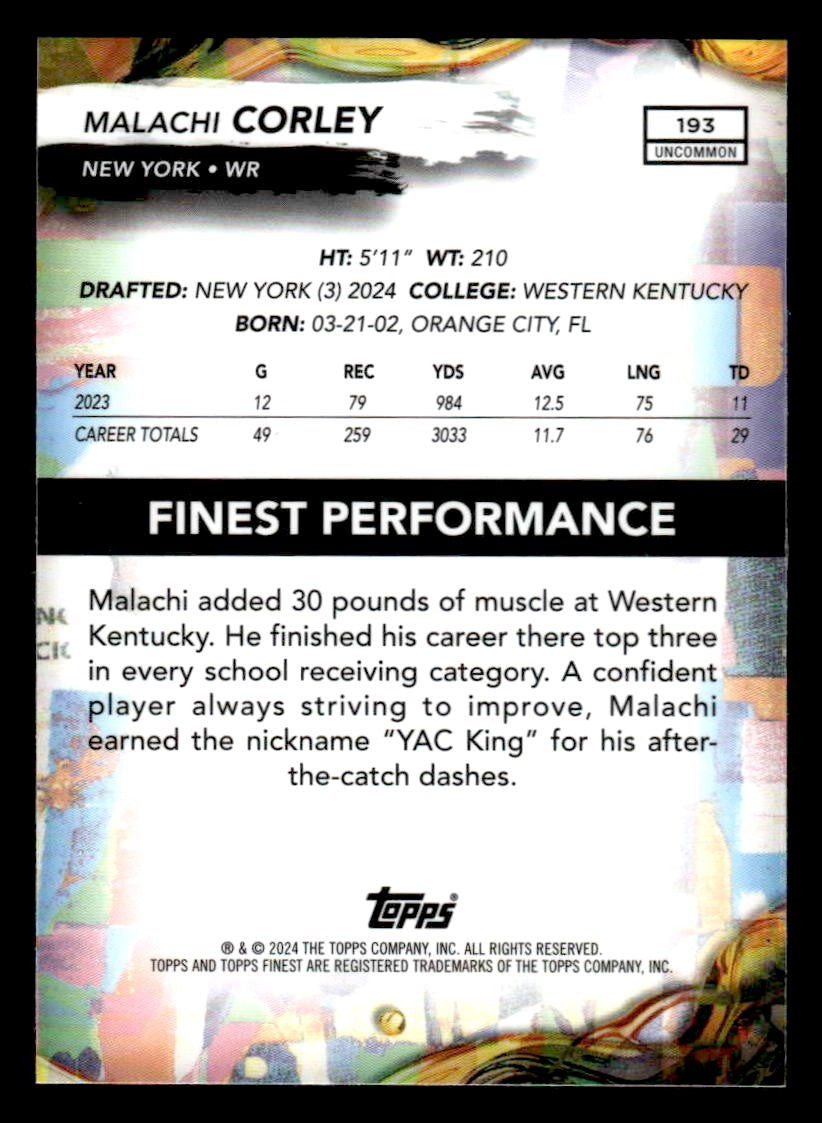 MALACHI CORLEY
193
UNCOMMON
NEW YORK • WR
HT: 5'11" WT: 210
DRAFTED: NEW YORK (3) 2024 COLLEGE: WESTERN KENTUCKY
BORN: 03-21-02, ORANGE CITY, FL
YEAR G REC YDS AVG LNG TD
2023 12 79 984 12.5 75 11
CAREER TOTALS 49 259 3033 11.7 76 29
FINEST PERFORMANCE
Malachi added 30 pounds of muscle at Western
Kentucky. He finished his career there top three
in every school receiving category. A confident
player always striving to improve, Malachi
earned the nickname “YAC King” for his after-
the-catch dashes.
topps®
® & © 2024 THE TOPPS COMPANY, INC. ALL RIGHTS RESERVED.
TOPPS AND TOPPS FINEST ARE REGISTERED TRADEMARKS OF THE TOPPS COMPANY, INC.